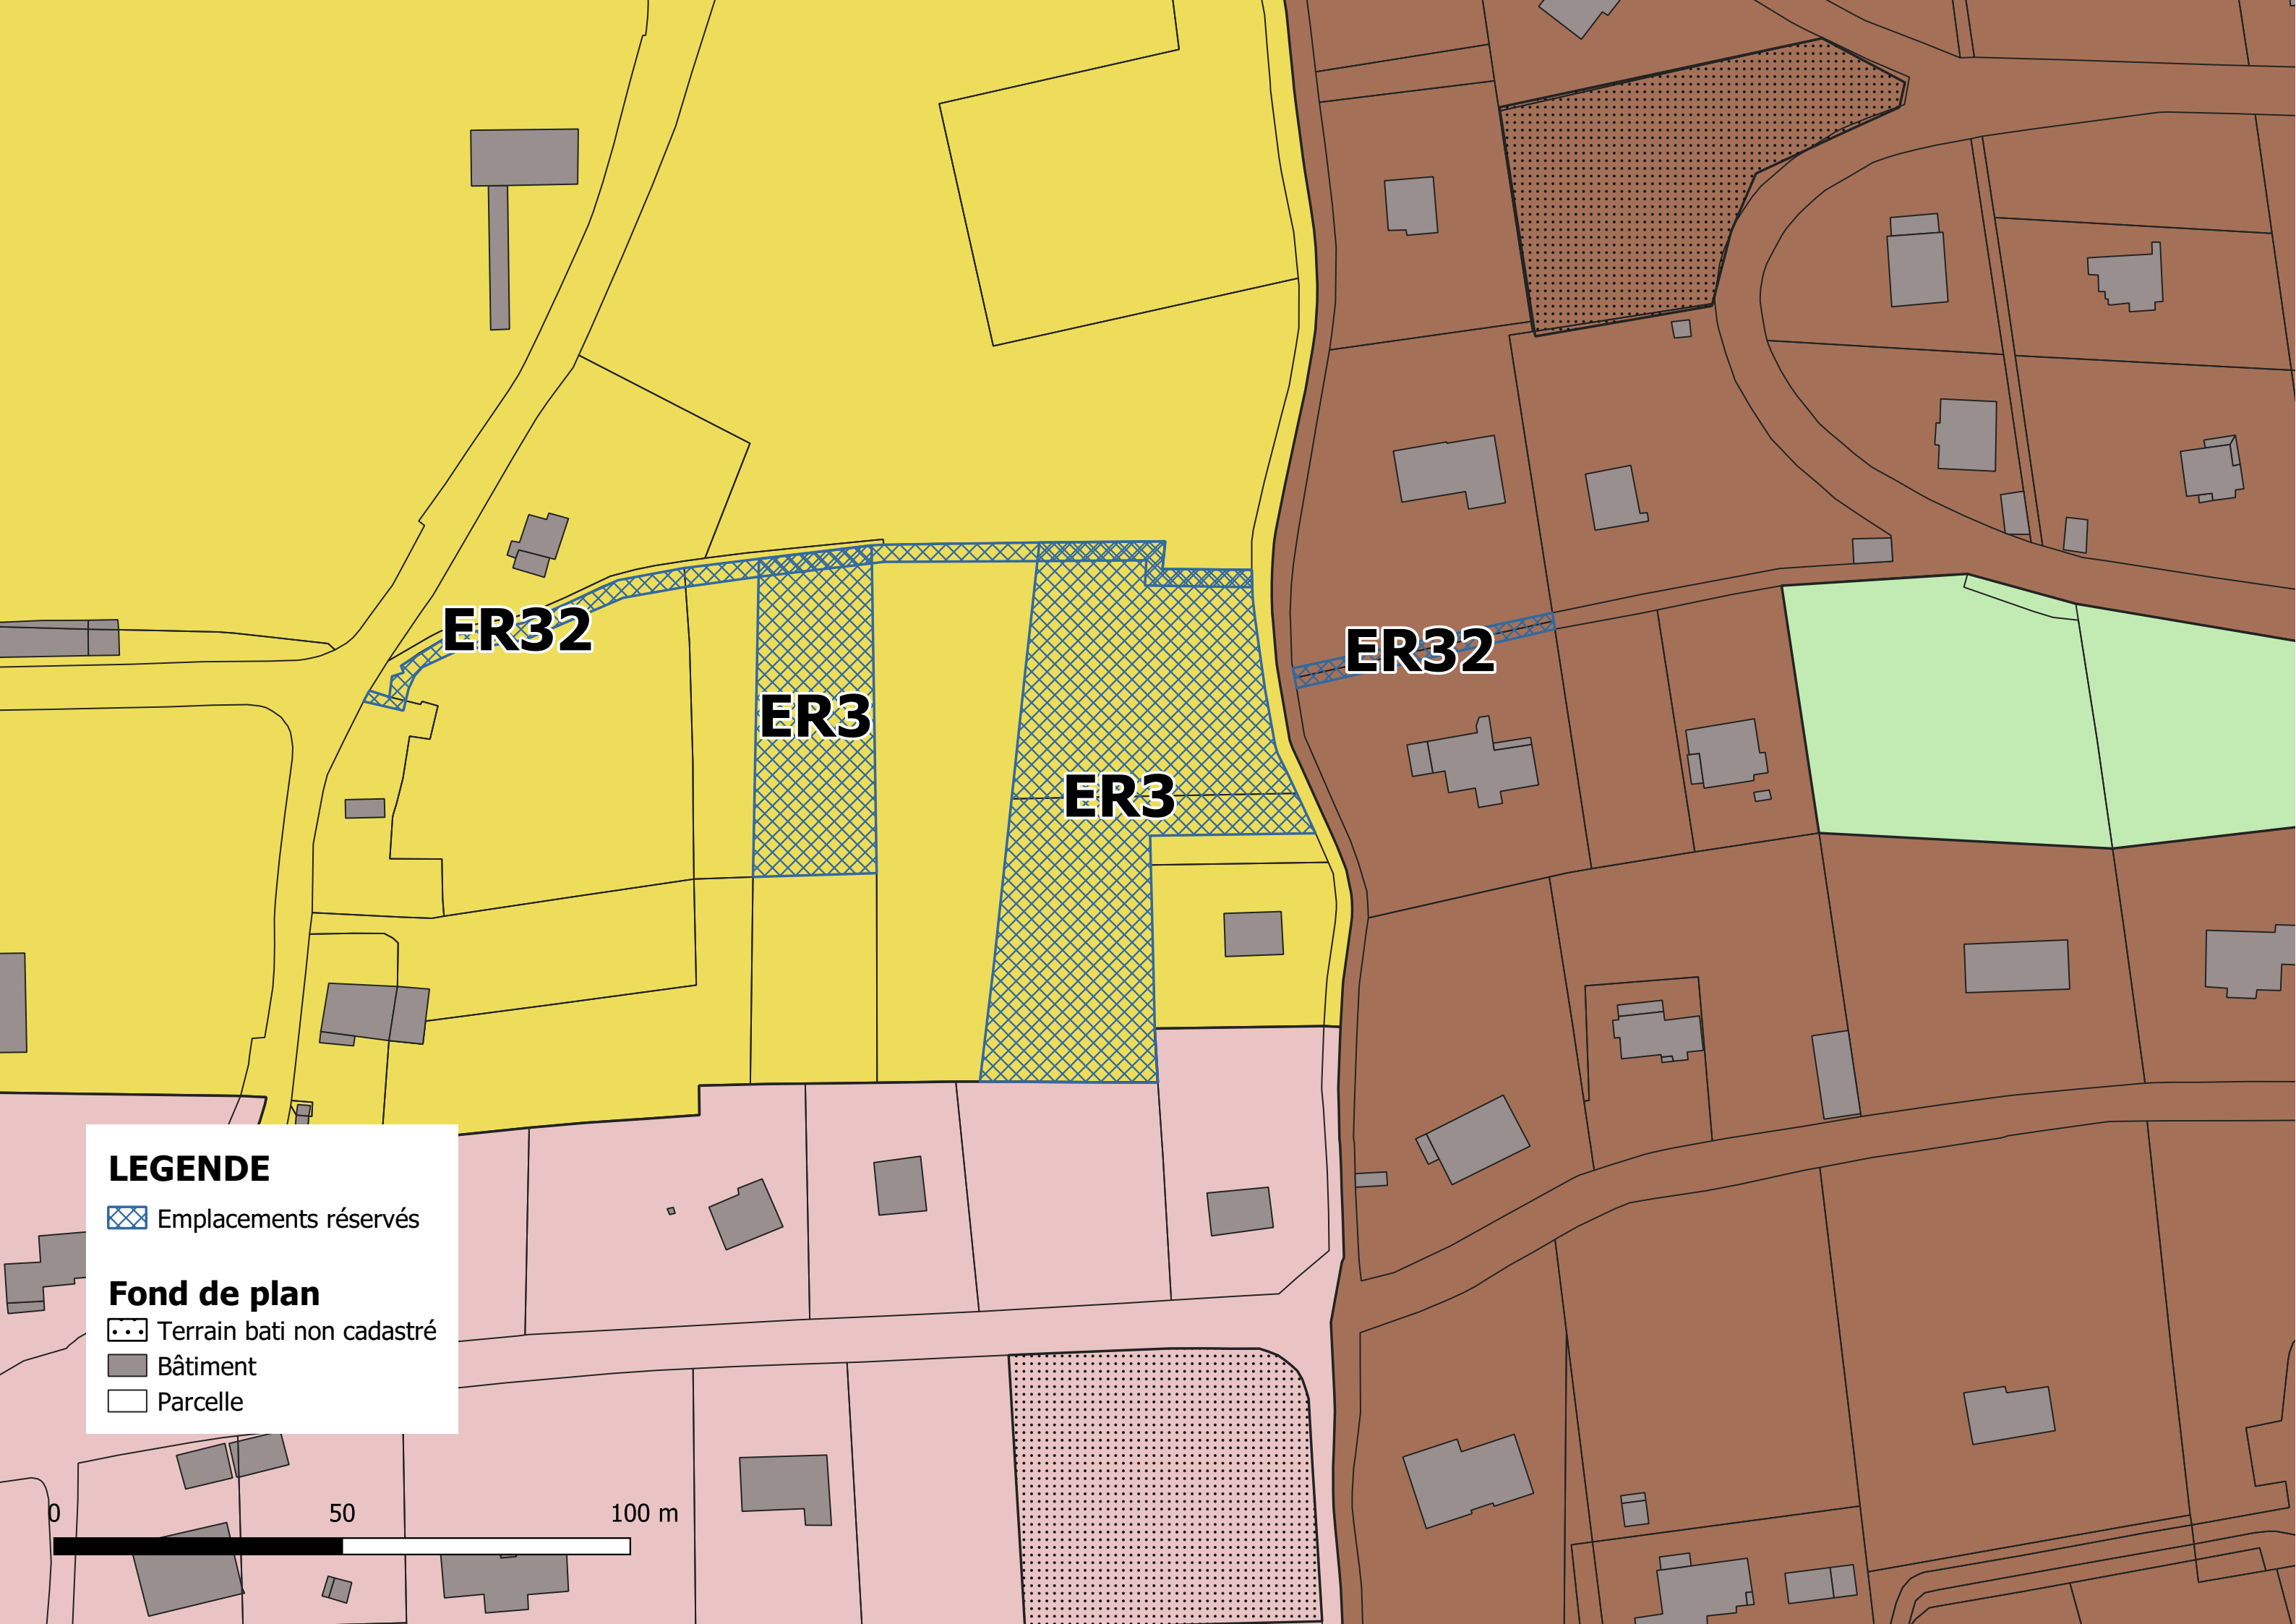 ER32
ER32
ER3
ER3
LEGENDE
Emplacements réservés
Fond de plan
Terrain bati non cadastré
Bâtiment
Parcelle
0 50 100 m